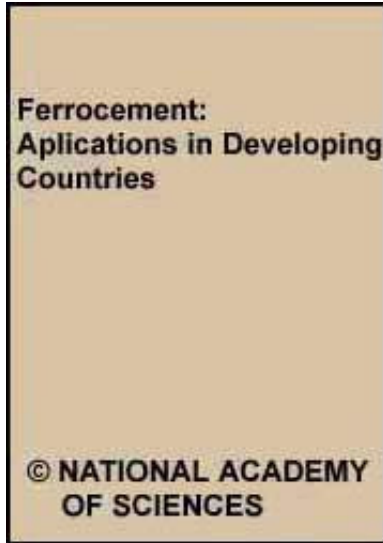 Ferrocement:
Aplications in Developing
Countries
© NATIONAL ACADEMY
OF SCIENCES